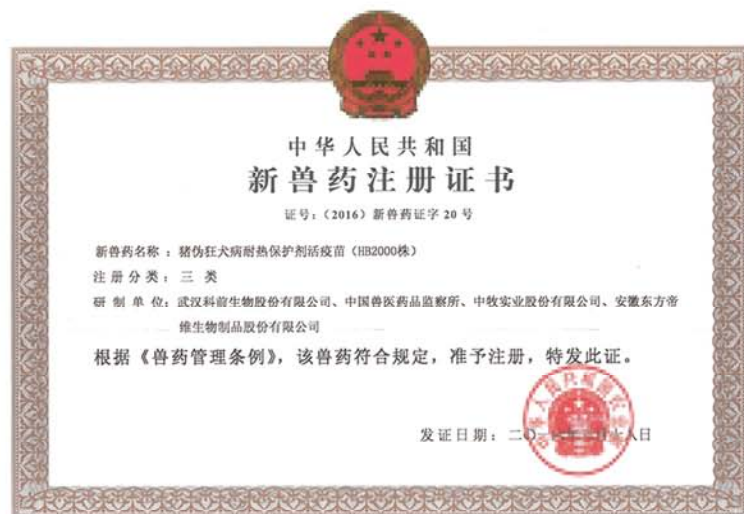 中华人民共和国
新兽药注册证书
证号：（2016）新兽药证字 20 号
新兽药名称：猪伪狂犬病耐热保护剂活疫苗（HB2000株）
注册分类：三 类
研 制 单 位：武汉科前生物股份有限公司、中国兽医药品监察所、中牧实业股份有限公司、安徽东方帝
维生物制品股份有限公司
根据《兽药管理条例》，该兽药符合规定，准予注册，特发此证。
发证日期：二〇一 月十八日